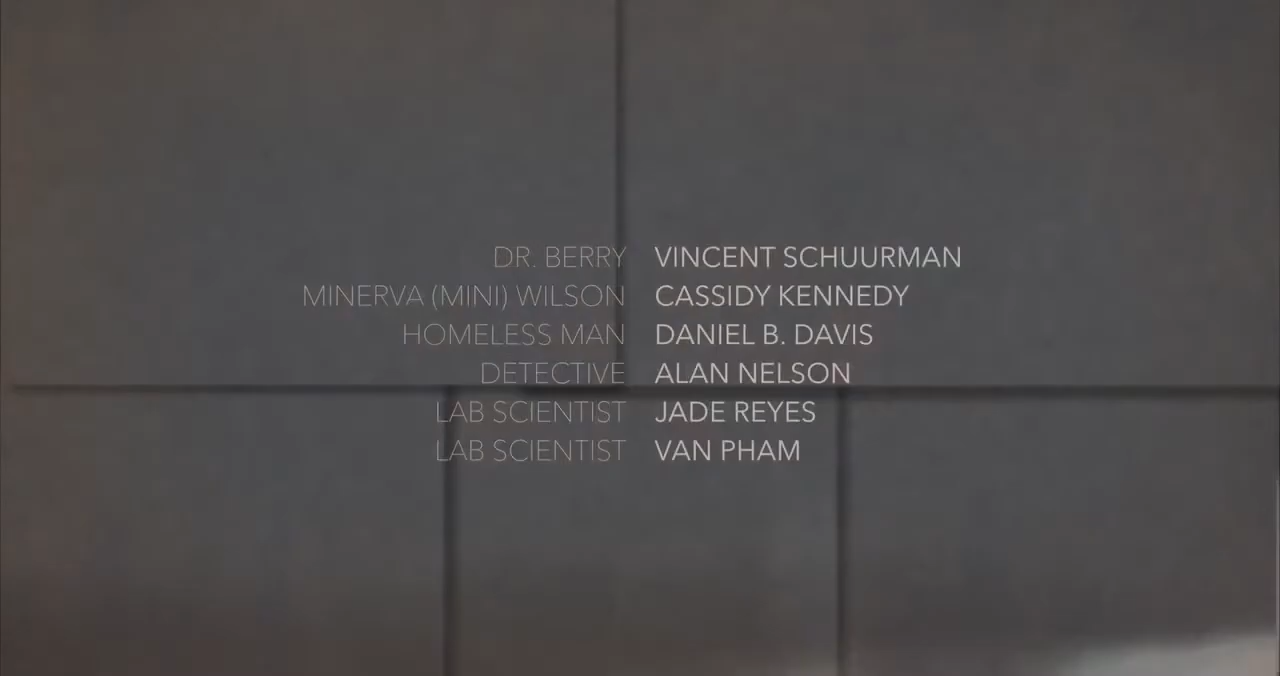 DR. BERRY VINCENT SCHUURMAN
MINERVA (MINI) WILSON CASSIDY KENNEDY
HOMELESS MAN DANIEL B. DAVIS
DETECTIVE ALAN NELSON
LAB SCIENTIST JADE REYES
LAB SCIENTIST VAN PHAM